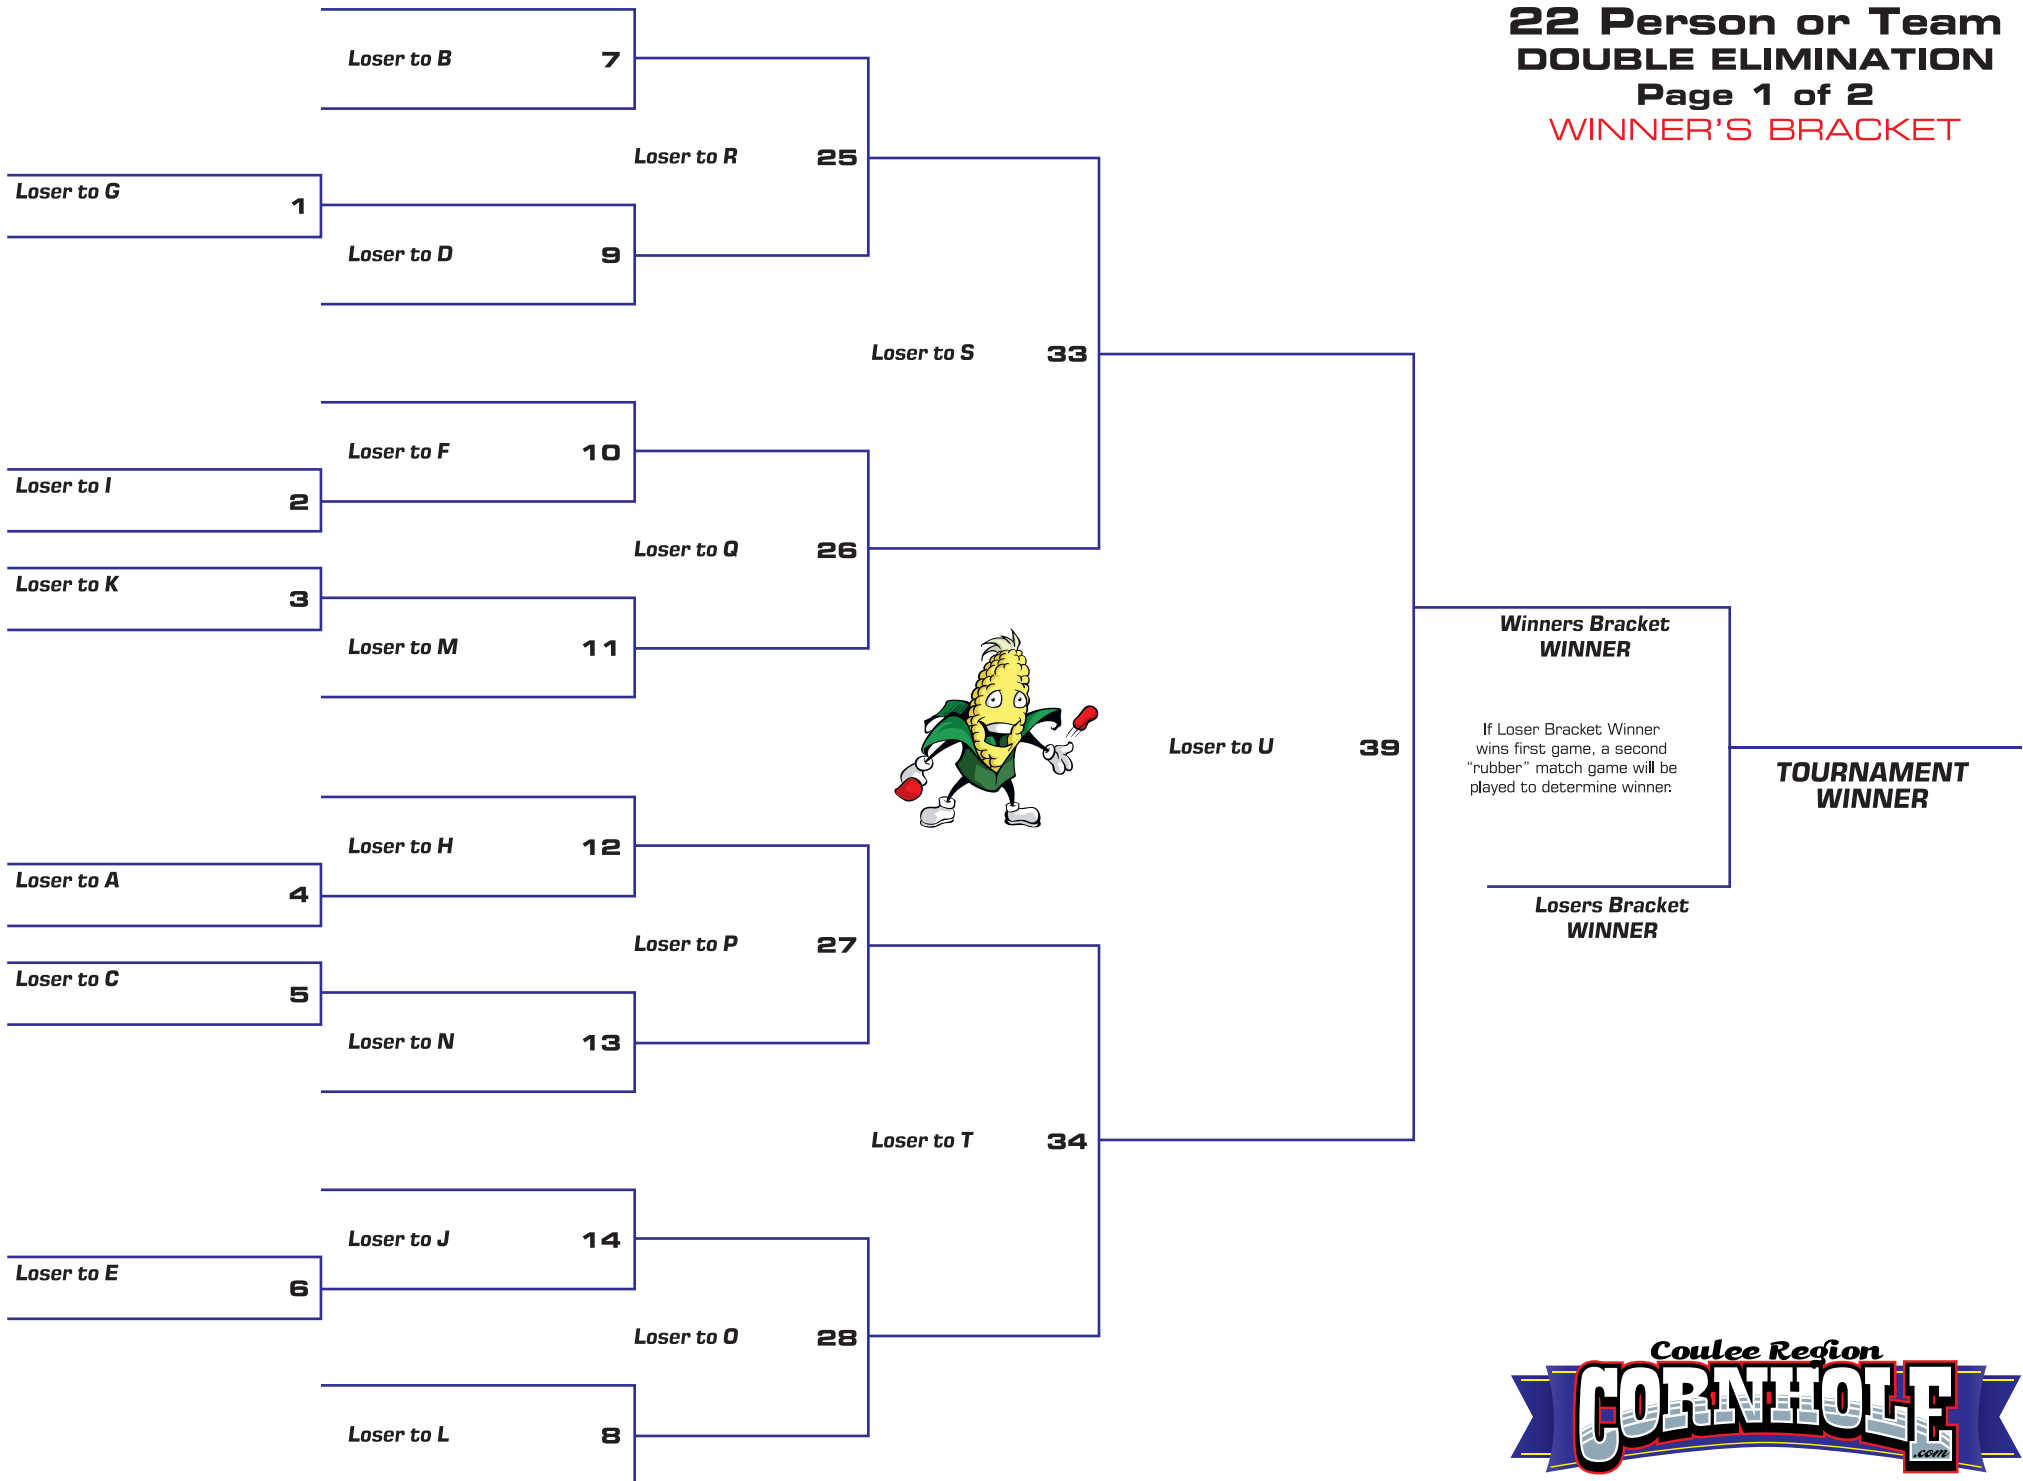 22 Person or Team
DOUBLE ELIMINATION
Page 1 of 2
WINNER'S BRACKET
Loser to B 7
Loser to R 25
Loser to G 1
Loser to D 9
Loser to S 33
Loser to F 10
Loser to I 2
Loser to Q 26
Loser to K 3
Loser to M 11
Winners Bracket
WINNER
If Loser Bracket Winner
wins first game, a second
“rubber” match game will be
played to determine winner.
Loser to U 39
TOURNAMENT
WINNER
Loser to H 12
Loser to A 4
Losers Bracket
WINNER
Loser to P 27
Loser to C 5
Loser to N 13
Loser to T 34
Loser to J 14
Loser to E 6
Loser to O 28
Loser to L 8
Coulee Region
CORNHOLE
.com